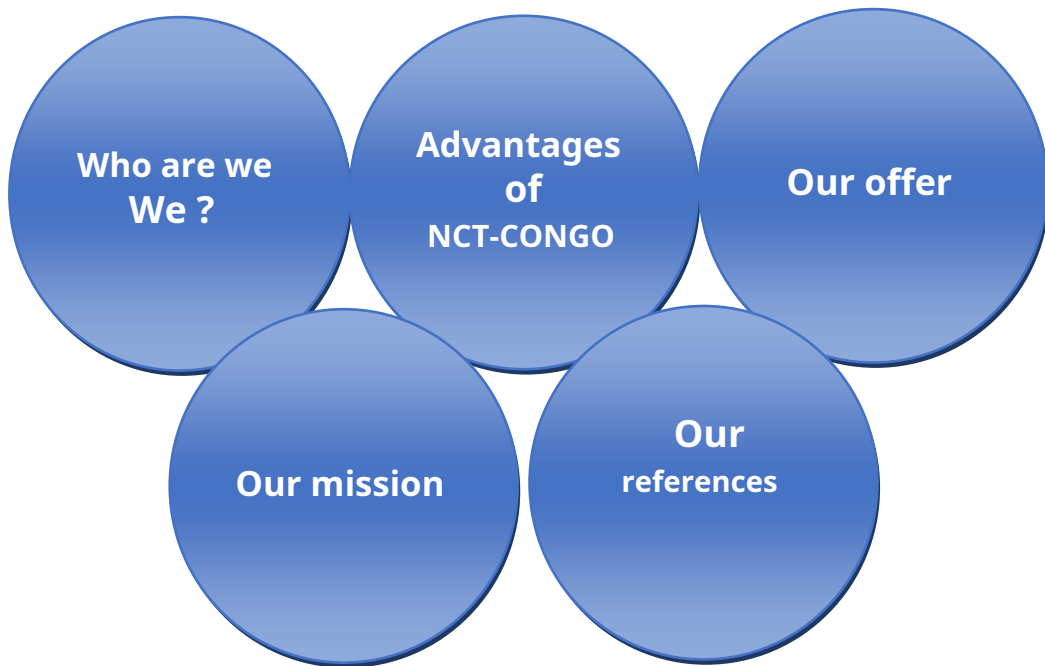 Who are we
We ?
Advantages
of
NCT-CONGO
Our offer
Our mission
Our
references